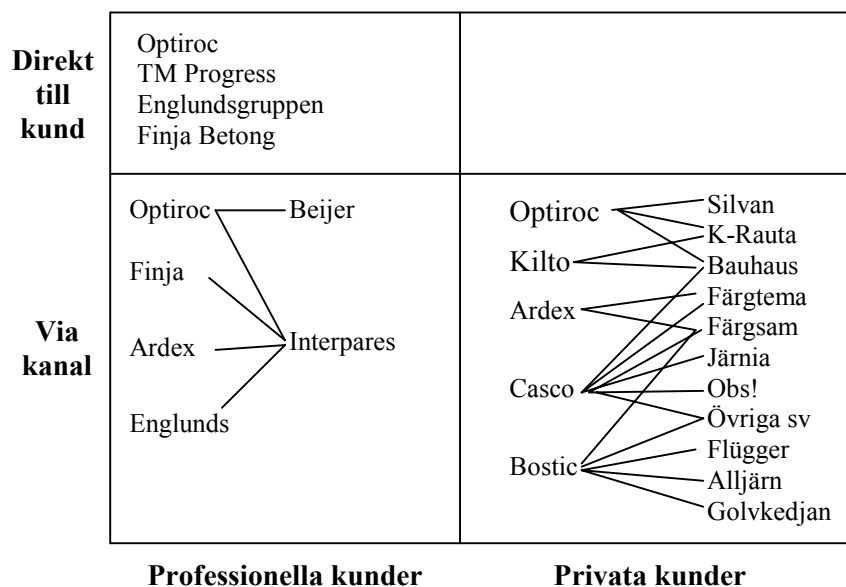 Direkt
till
kund
Optiroc
TM Progress
Englundsgruppen
Finja Betong
Via
kanal
Optiroc
Beijer
Finja
Interpares
Ardex
Englunds
Optiroc
Kilto
Ardex
Casco
Bostic
Silvan
K-Rauta
Bauhaus
Färgtema
Färgsam
Järnia
Obs!
Övriga sv
Flügger
Alljärn
Golvkedjan
Professionella kunder
Privata kunder